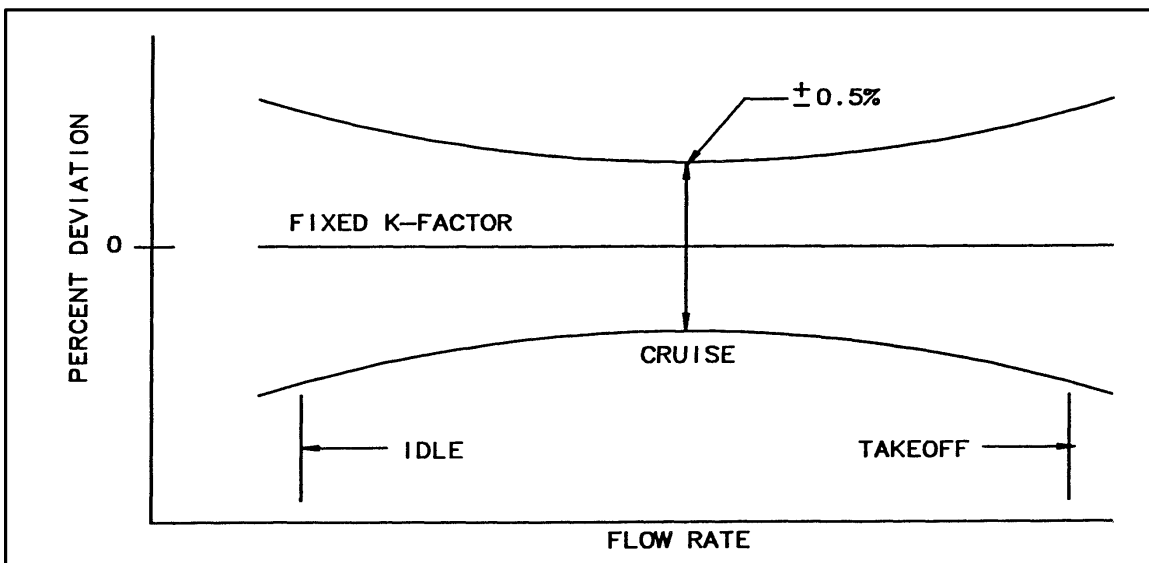 ± 0.5%
PERCENT DEVIATION
FIXED K-FACTOR
0
CRUISE
IDLE
TAKEOFF
FLOW RATE